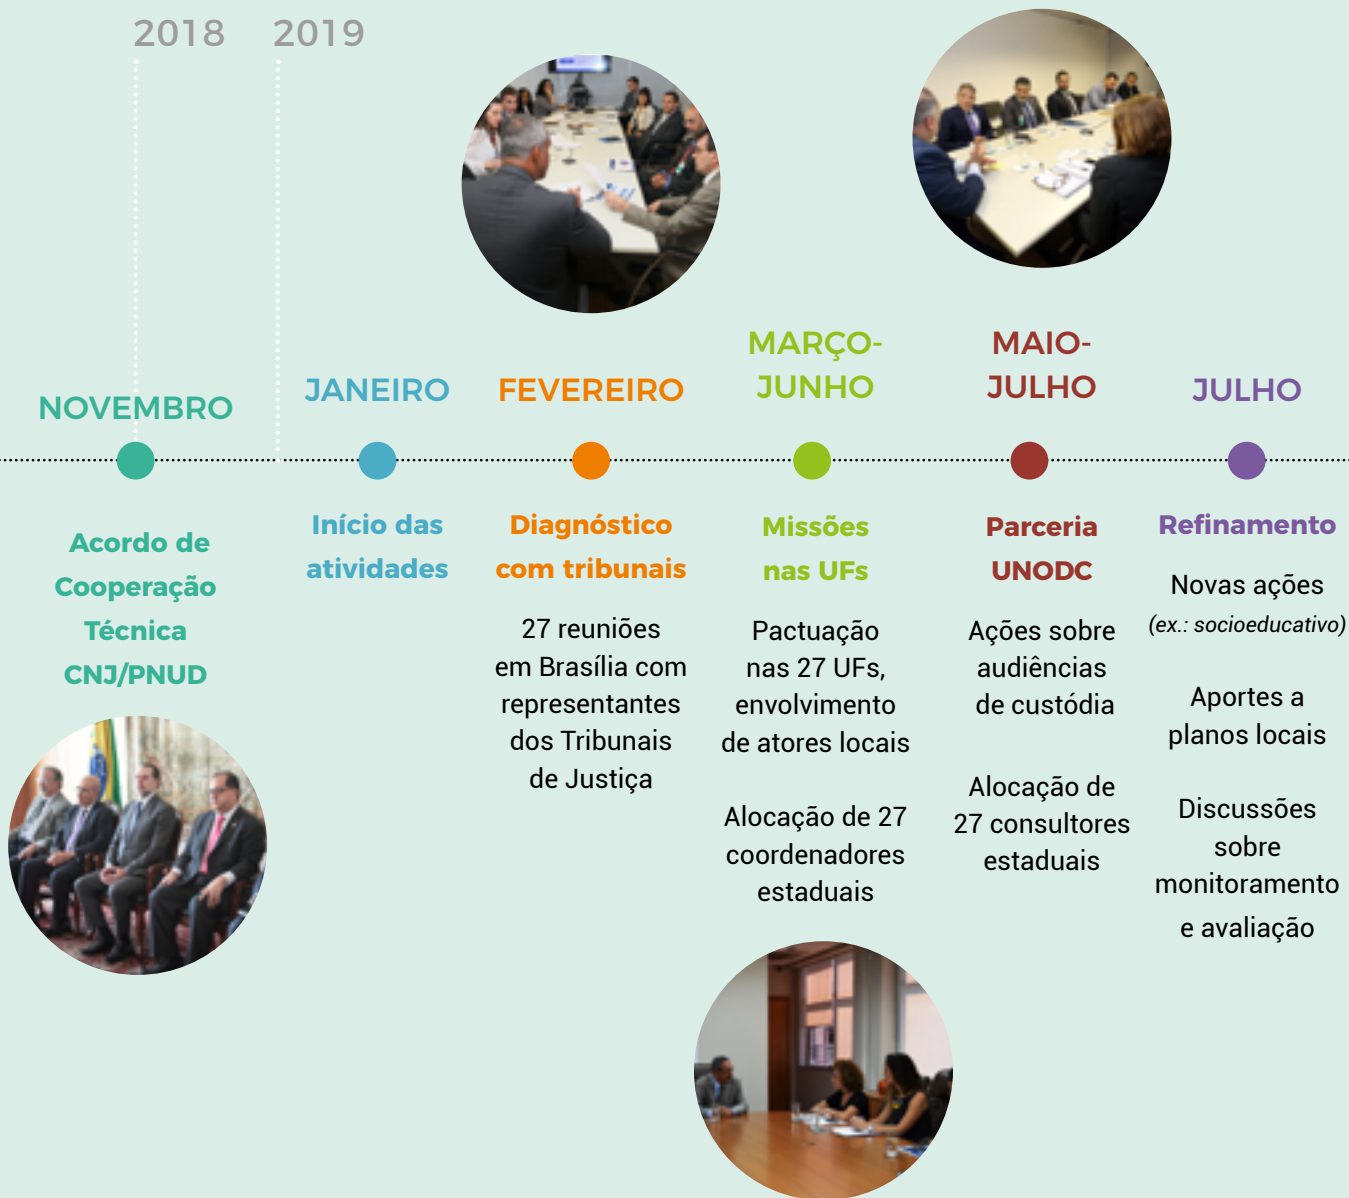 2018
2019
NOVEMBRO
Acordo de
Cooperação
Técnica
CNJ/PNUD
JANEIRO
Início das
atividades
FEVEREIRO
Diagnóstico
com tribunais
27 reuniões
em Brasília com
representantes
dos Tribunais
de Justiça
MARÇO-
JUNHO
Missões
nas UFs
Pactuação
nas 27 UFs,
envolvimento
de atores locais
Alocação de 27
coordenadores
estaduais
MAIO-
JULHO
Parceria
UNODC
Ações sobre
audiências
de custódia
Alocação de
27 consultores
estaduais
JULHO
Refinamento
Novas ações
(ex.: socioeducativo)
Aportes a
planos locais
Discussões
sobre
monitoramento
e avaliação